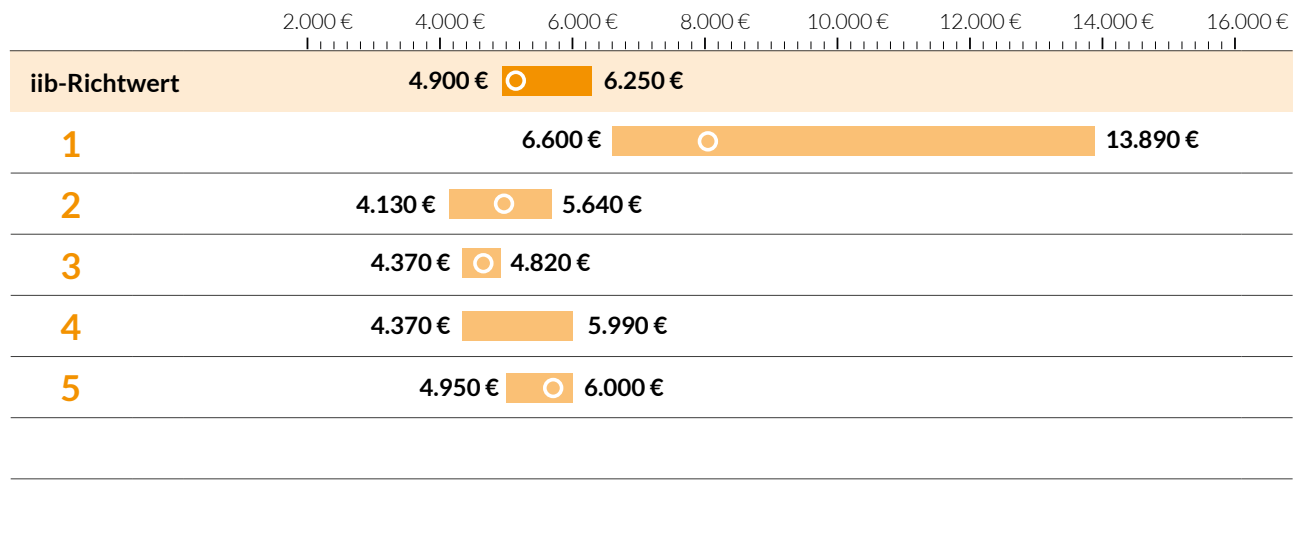 2.000 € 4.000 € 6.000 € 8.000 € 10.000 € 12.000 € 14.000 € 16.000 €
iib-Richtwert 4.900 € 6.250 €
1 6.600 € 13.890 €
2 4.130 € 5.640 €
3 4.370 € 4.820 €
4 4.370 € 5.990 €
5 4.950 € 6.000 €